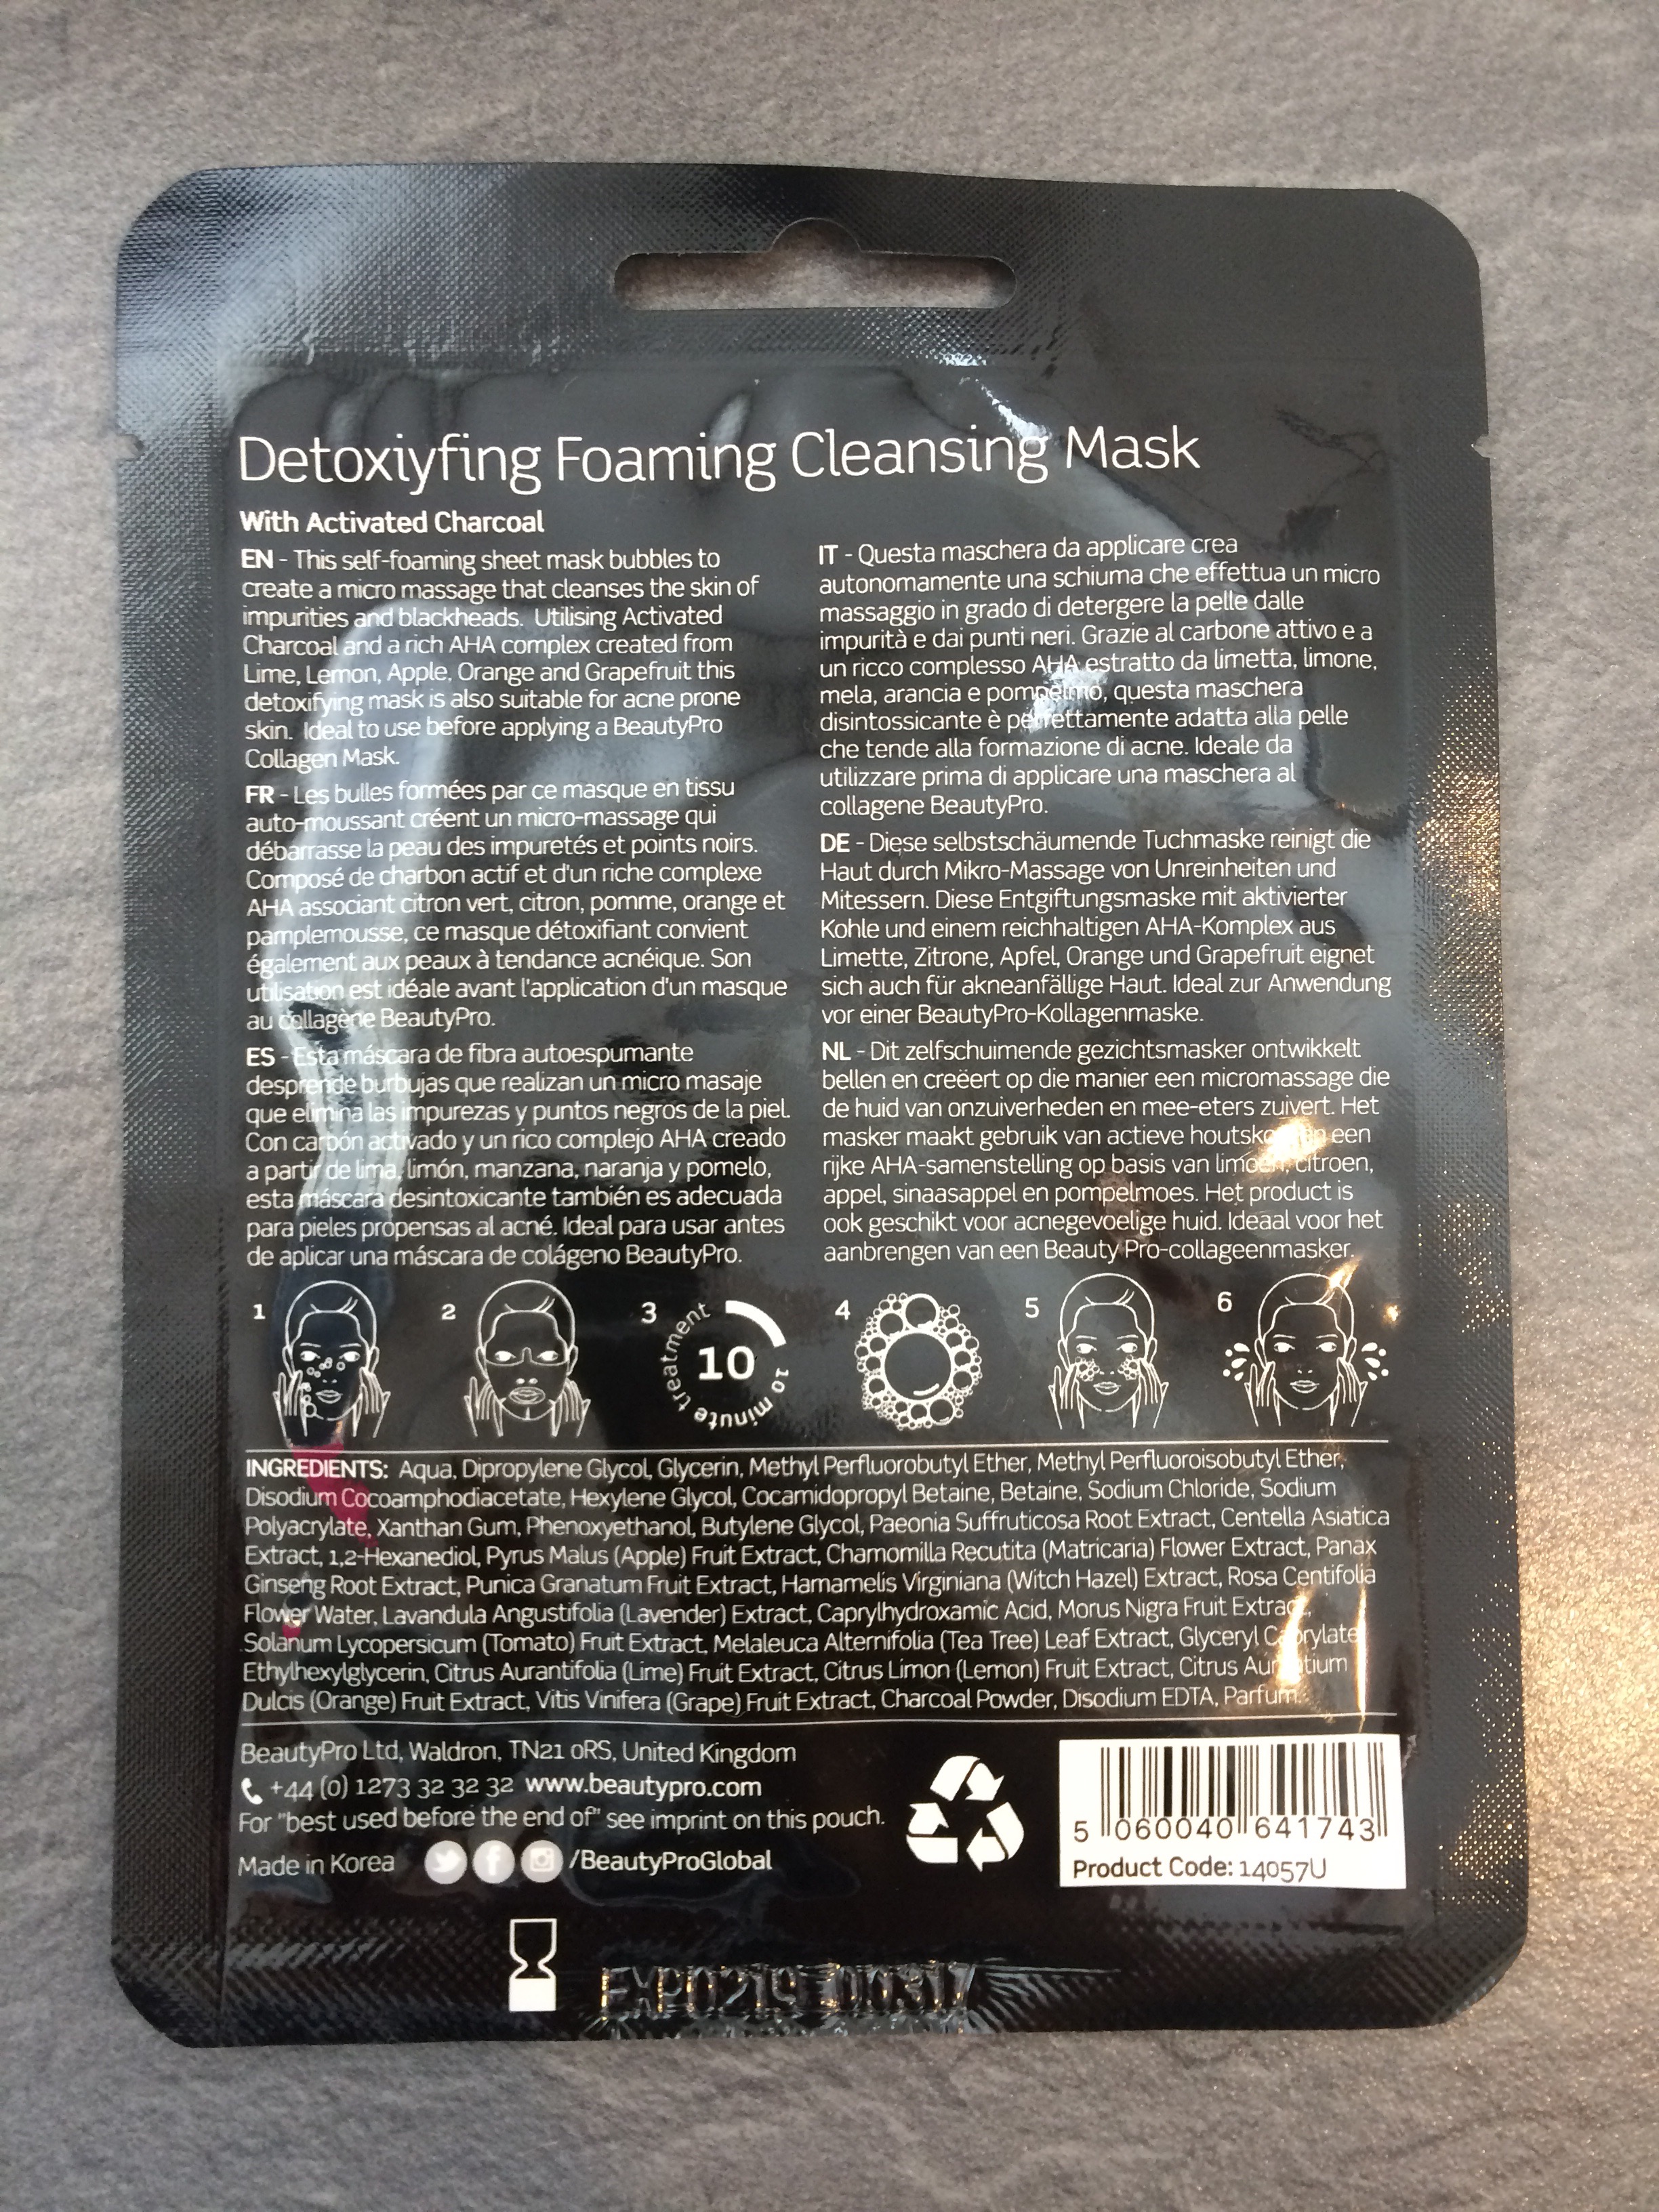 Detoxiyfing Foaming Cleansing Mask
With Activated Charcoal
EN - This self-foaming sheet mask bubbles to
create a micro massage that cleanses the skin of
impurities and blackheads. Utilising Activated
Charcoal and a rich AHA complex created from
Lime, Lemon, Apple, Orange and Grapefruit this
detoxifying mask is also suitable for acne prone
skin. Ideal to use before applying a BeautyPro
Collagen Mask.
FR - Les bulles formées par ce masque en tissu
auto-moussant créent un micro-massage qui
débarrasse la peau des impuretés et points noirs.
Composé de charbon actif et d'un riche complexe
AHA associant citron vert, citron, pomme, orange et
pamplemousse, ce masque détoxifiant convient
également aux peaux à tendance acnéique. Son
utilisation est idéale avant l'application d'un masque
au collagène BeautyPro.
ES - Esta máscara de fibra autoespumante
desprende burbujas que realizan un micro masaje
que elimina las impurezas y puntos negros de la piel.
Con carbón activado y un rico complejo AHA creado
a partir de lima, limón, manzana, naranja y pomelo,
esta máscara desintoxicante también es adecuada
para pieles propensas al acné. Ideal para usar antes
de aplicar una máscara de colágeno BeautyPro.
IT - Questa maschera da applicare crea
autonomamente una schiuma che effettua un micro
massaggio in grado di detergere la pelle dalle
impurità e dai punti neri. Grazie al carbone attivo e a
un ricco complesso AHA estratto da limetta, limone,
mela, arancia e pompelmo, questa maschera
disintossicante è perfettamente adatta alla pelle
che tende alla formazione di acne. Ideale da
utilizzare prima di applicare una maschera al
collagene BeautyPro.
DE - Diese selbstschäumende Tuchmaske reinigt die
Haut durch Mikro-Massage von Unreinheiten und
Mitessern. Diese Entgiftungsmaske mit aktivierter
Kohle und einem reichhaltigen AHA-Komplex aus
Limette, Zitrone, Apfel, Orange und Grapefruit eignet
sich auch für akneanfällige Haut. Ideal zur Anwendung
vor einer BeautyPro-Kollagenmaske.
NL - Dit zelfschuimende gezichtsmasker ontwikkelt
bellen en creëert op die manier een micromassage die
de huid van onzuiverheden en mee-eters zuivert. Het
masker maakt gebruik van actieve een
rijke AHA-samenstelling op basis van limoen, citroen,
appel, sinaasappel en pompelmoes. Het product is
ook geschikt voor acnegevoelige huid. Ideaal voor het
aanbrengen van een Beauty Pro-collageenmasker.
1 2 3 4 5 6
10
10 minute treatment
INGREDIENTS: Aqua, Dipropylene Glycol, Glycerin, Methyl Perfluorobutyl Ether, Methyl Perfluoroisobutyl Ether,
Disodium Cocoamphodiacetate, Hexylene Glycol, Cocamidopropyl Betaine, Betaine, Sodium Chloride, Sodium
Polyacrylate, Xanthan Gum, Phenoxyethanol, Butylene Glycol, Paeonia Suffruticosa Root Extract, Centella Asiatica
Extract, 1,2-Hexanediol, Pyrus Malus (Apple) Fruit Extract, Chamomilla Recutita (Matricaria) Flower Extract, Panax
Ginseng Root Extract, Punica Granatum Fruit Extract, Hamamelis Virginiana (Witch Hazel) Extract, Rosa Centifolia
Flower Water, Lavandula Angustifolia (Lavender) Extract, Caprylhydroxamic Acid, Morus Nigra Fruit Extract,
Solanum Lycopersicum (Tomato) Fruit Extract, Melaleuca Alternifolia (Tea Tree) Leaf Extract, Glyceryl Caprylate,
Ethylhexylglycerin, Citrus Aurantifolia (Lime) Fruit Extract, Citrus Limon (Lemon) Fruit Extract, Citrus Aurantium
Dulcis (Orange) Fruit Extract, Vitis Vinifera (Grape) Fruit Extract, Charcoal Powder, Disodium EDTA, Parfum.
BeautyPro Ltd, Waldron, TN21 0RS, United Kingdom
+44 (0) 1273 32 32 32 www.beautypro.com
For "best used before the end of" see imprint on this pouch.
Made in Korea /BeautyProGlobal
5 060040 641743
Product Code: 14057U
EXP0219